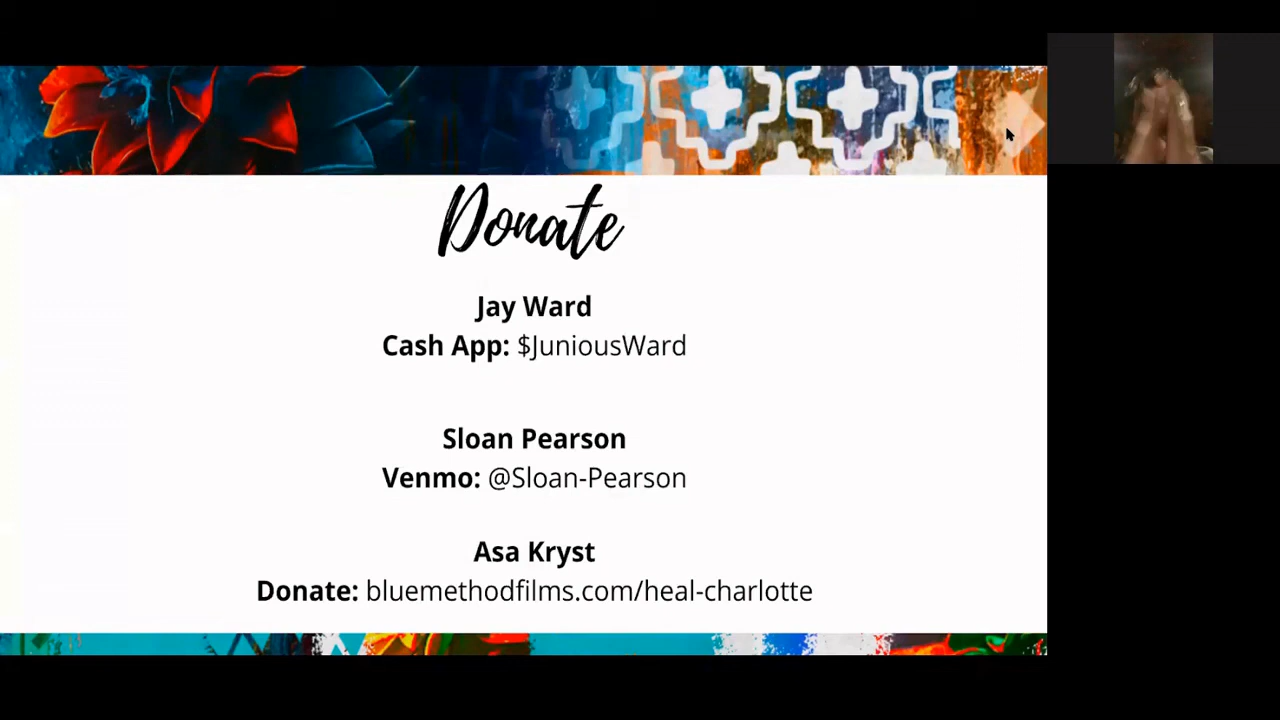 Donate
Jay Ward
Cash App: $JuniousWard
Sloan Pearson
Venmo: @Sloan-Pearson
Asa Kryst
Donate: bluemethodfilms.com/heal-charlotte